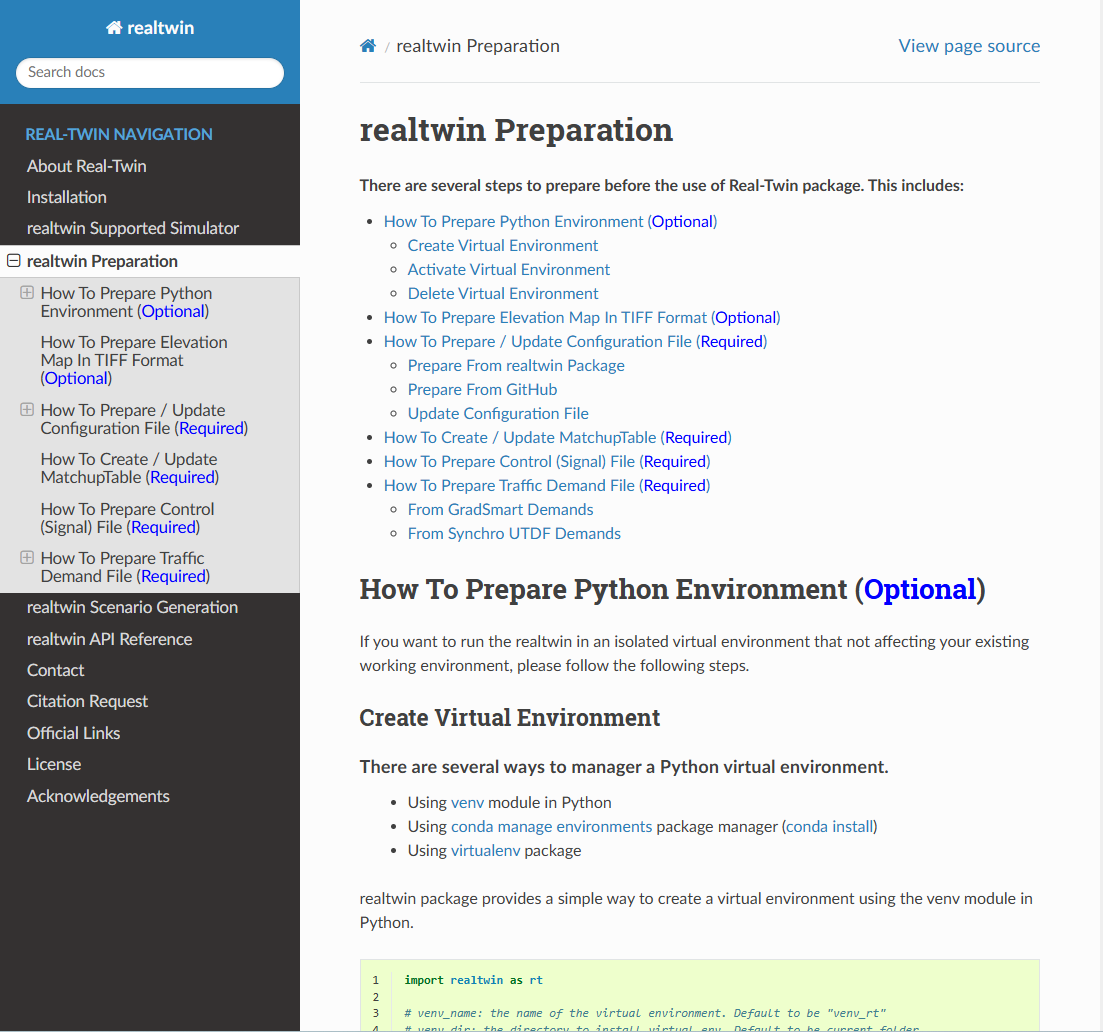 realtwin
Search docs
REAL-TWIN NAVIGATION
About Real-Twin
Installation
realtwin Supported Simulator
realtwin Preparation
How To Prepare Python
Environment (Optional)
How To Prepare Elevation
Map In TIFF Format
(Optional)
How To Prepare / Update
Configuration File (Required)
How To Create / Update
MatchupTable (Required)
How To Prepare Control
(Signal) File (Required)
How To Prepare Traffic
Demand File (Required)
realtwin Scenario Generation
realtwin API Reference
Contact
Citation Request
Official Links
License
Acknowledgements
/ realtwin Preparation
View page source
realtwin Preparation
There are several steps to prepare before the use of Real-Twin package. This includes:
• How To Prepare Python Environment (Optional)
Create Virtual Environment
Activate Virtual Environment
Delete Virtual Environment
• How To Prepare Elevation Map In TIFF Format (Optional)
• How To Prepare / Update Configuration File (Required)
Prepare From realtwin Package
Prepare From GitHub
Update Configuration File
• How To Create / Update MatchupTable (Required)
• How To Prepare Control (Signal) File (Required)
• How To Prepare Traffic Demand File (Required)
From GradSmart Demands
From Synchro UTDF Demands
How To Prepare Python Environment (Optional)
If you want to run the realtwin in an isolated virtual environment that not affecting your existing
working environment, please follow the following steps.
Create Virtual Environment
There are several ways to manager a Python virtual environment.
• Using venv module in Python
• Using conda manage environments package manager (conda install)
• Using virtualenv package
realtwin package provides a simple way to create a virtual environment using the venv module in
Python.
1 import realtwin as rt
2
3 # venv_name: the name of the virtual environment. Default to be "venv_rt"
4 # venv_dir: the directory to install virtual env. Default to be current folder